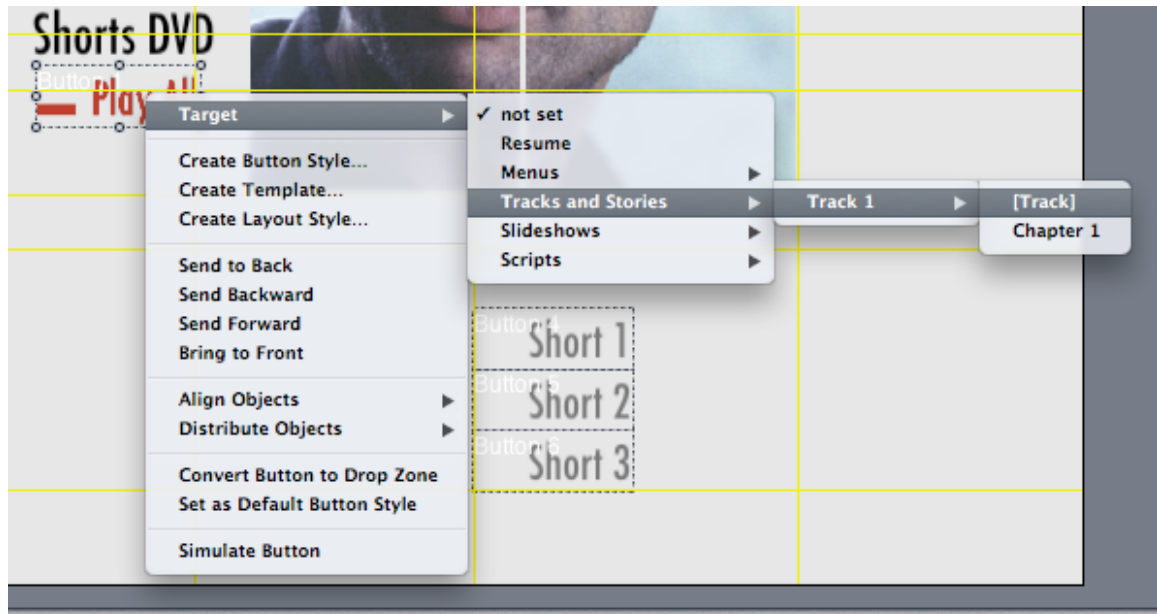 Shorts DVD
Button 1
Play All
Target
Create Button Style...
Create Template...
Create Layout Style...
Send to Back
Send Backward
Send Forward
Bring to Front
Align Objects
Distribute Objects
Convert Button to Drop Zone
Set as Default Button Style
Simulate Button
✓ not set
Resume
Menus
Tracks and Stories
Slideshows
Scripts
Track 1
[Track]
Chapter 1
Button 4
Short 1
Button 5
Short 2
Button 6
Short 3